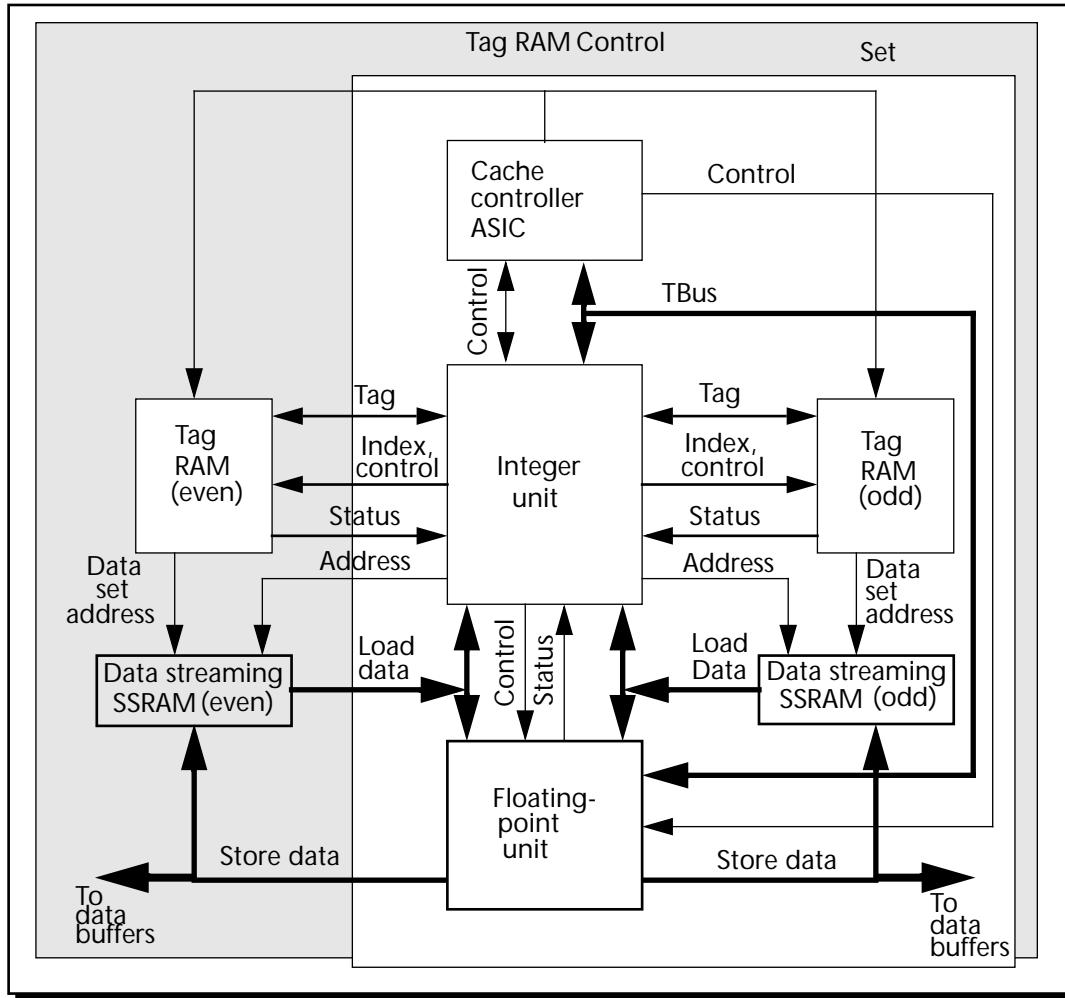 Tag RAM Control
Set
Cache
controller
ASIC
Control
Control
TBus
Tag
RAM
(even)
Tag
Index,
control
Status
Address
Integer
unit
Tag
Index,
control
Status
Address
Tag
RAM
(odd)
Data
set
address
Data
set
address
Data streaming
SSRAM (even)
Load
data
Control
Status
Load
Data
Data streaming
SSRAM (odd)
Floating-
point
unit
Store data
Store data
To
data
buffers
To
data
buffers